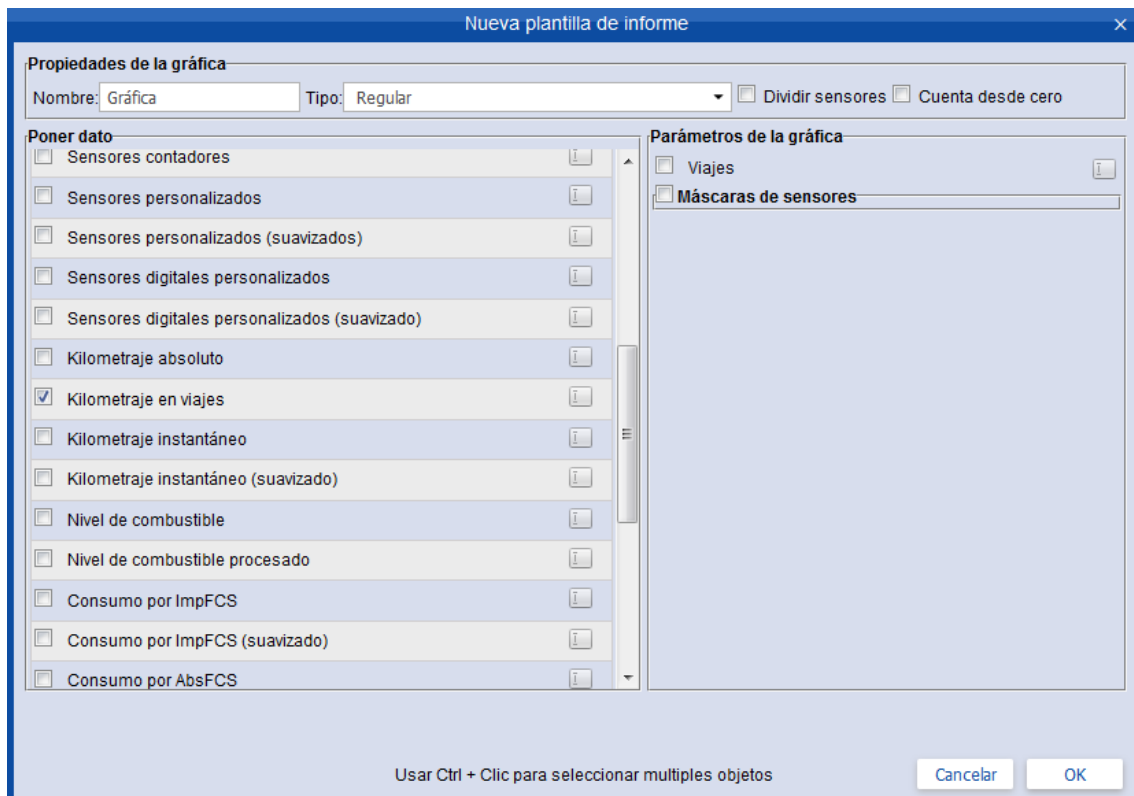 Nueva plantilla de informe
Propiedades de la gráfica
Nombre: Gráfica Tipo: Regular Dividir sensores Cuenta desde cero
Poner dato
Sensores contadores
Sensores personalizados
Sensores personalizados (suavizados)
Sensores digitales personalizados
Sensores digitales personalizados (suavizado)
Kilometraje absoluto
Kilometraje en viajes
Kilometraje instantáneo
Kilometraje instantáneo (suavizado)
Nivel de combustible
Nivel de combustible procesado
Consumo por ImpFCS
Consumo por ImpFCS (suavizado)
Consumo por AbsFCS
Parámetros de la gráfica
Viajes
Máscaras de sensores
Usar Ctrl + Clic para seleccionar multiples objetos
Cancelar
OK